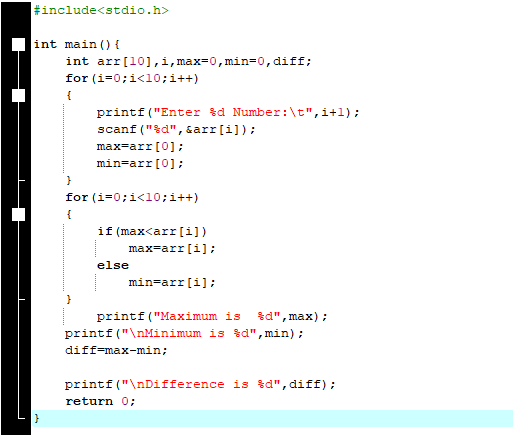 #include<stdio.h>
int main(){
int arr[10],i,max=0,min=0,diff;
for(i=0;i<10;i++)
{
printf("Enter %d Number:\t",i+1);
scanf("%d",&arr[i]);
max=arr[0];
min=arr[0];
}
for(i=0;i<10;i++)
{
if(max<arr[i])
max=arr[i];
else
min=arr[i];
}
printf("Maximum is  %d",max);
printf("\nMinimum is %d",min);
diff=max-min;
printf("\nDifference is %d",diff);
return 0;
}